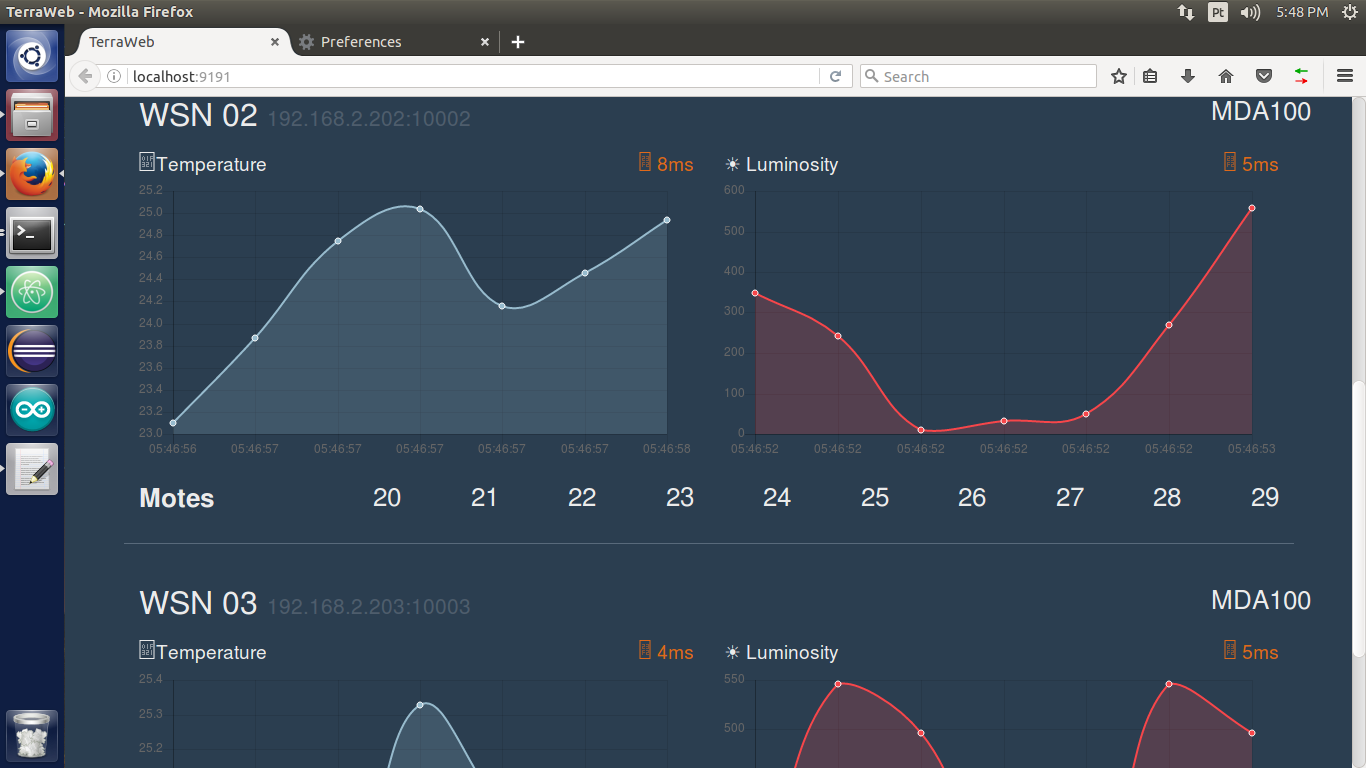 TerraWeb - Mozilla Firefox Pt 5:48 PM
TerraWeb Preferences
localhost:9191 Search
WSN 02 192.168.2.202:10002 MDA100
Temperature 8ms Luminosity 5ms
25.2 600
25.0
24.8 500
24.6
24.4 400
24.2 300
24.0
23.8 200
23.6
23.4 100
23.2
23.0 0
05:46:56 05:46:57 05:46:57 05:46:57 05:46:57 05:46:57 05:46:58 05:46:52 05:46:52 05:46:52 05:46:52 05:46:52 05:46:52 05:46:53
Motes 20 21 22 23 24 25 26 27 28 29
WSN 03 192.168.2.203:10003 MDA100
Temperature 4ms Luminosity 5ms
25.4 550
25.3 500
25.2